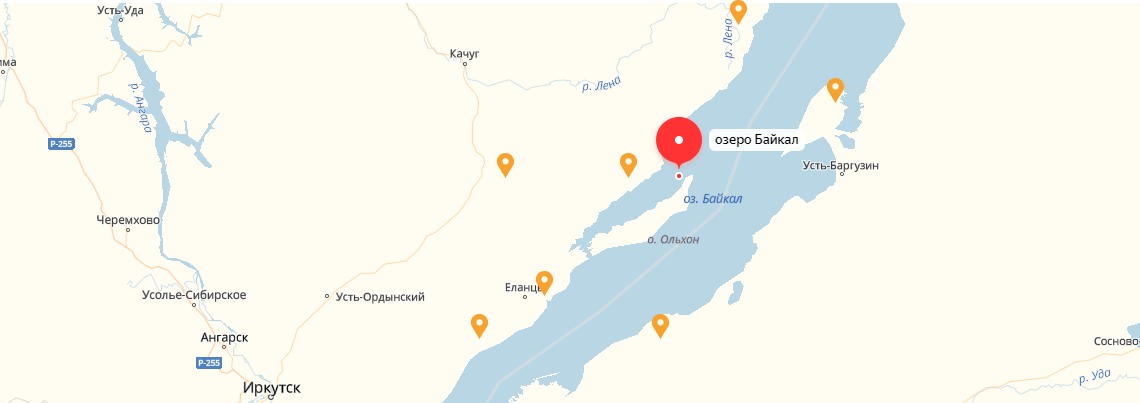 Усть-Уда
р. Лена
Качуг
р. Лена
р. Ангара
Р-255
озеро Байкал
Усть-Баргузин
оз. Байкал
Черемхово
о. Ольхон
Еланцы
Усолье-Сибирское
Усть-Ордынский
Ангарск
Р-255
Сосново-
р. Уда
Иркутск